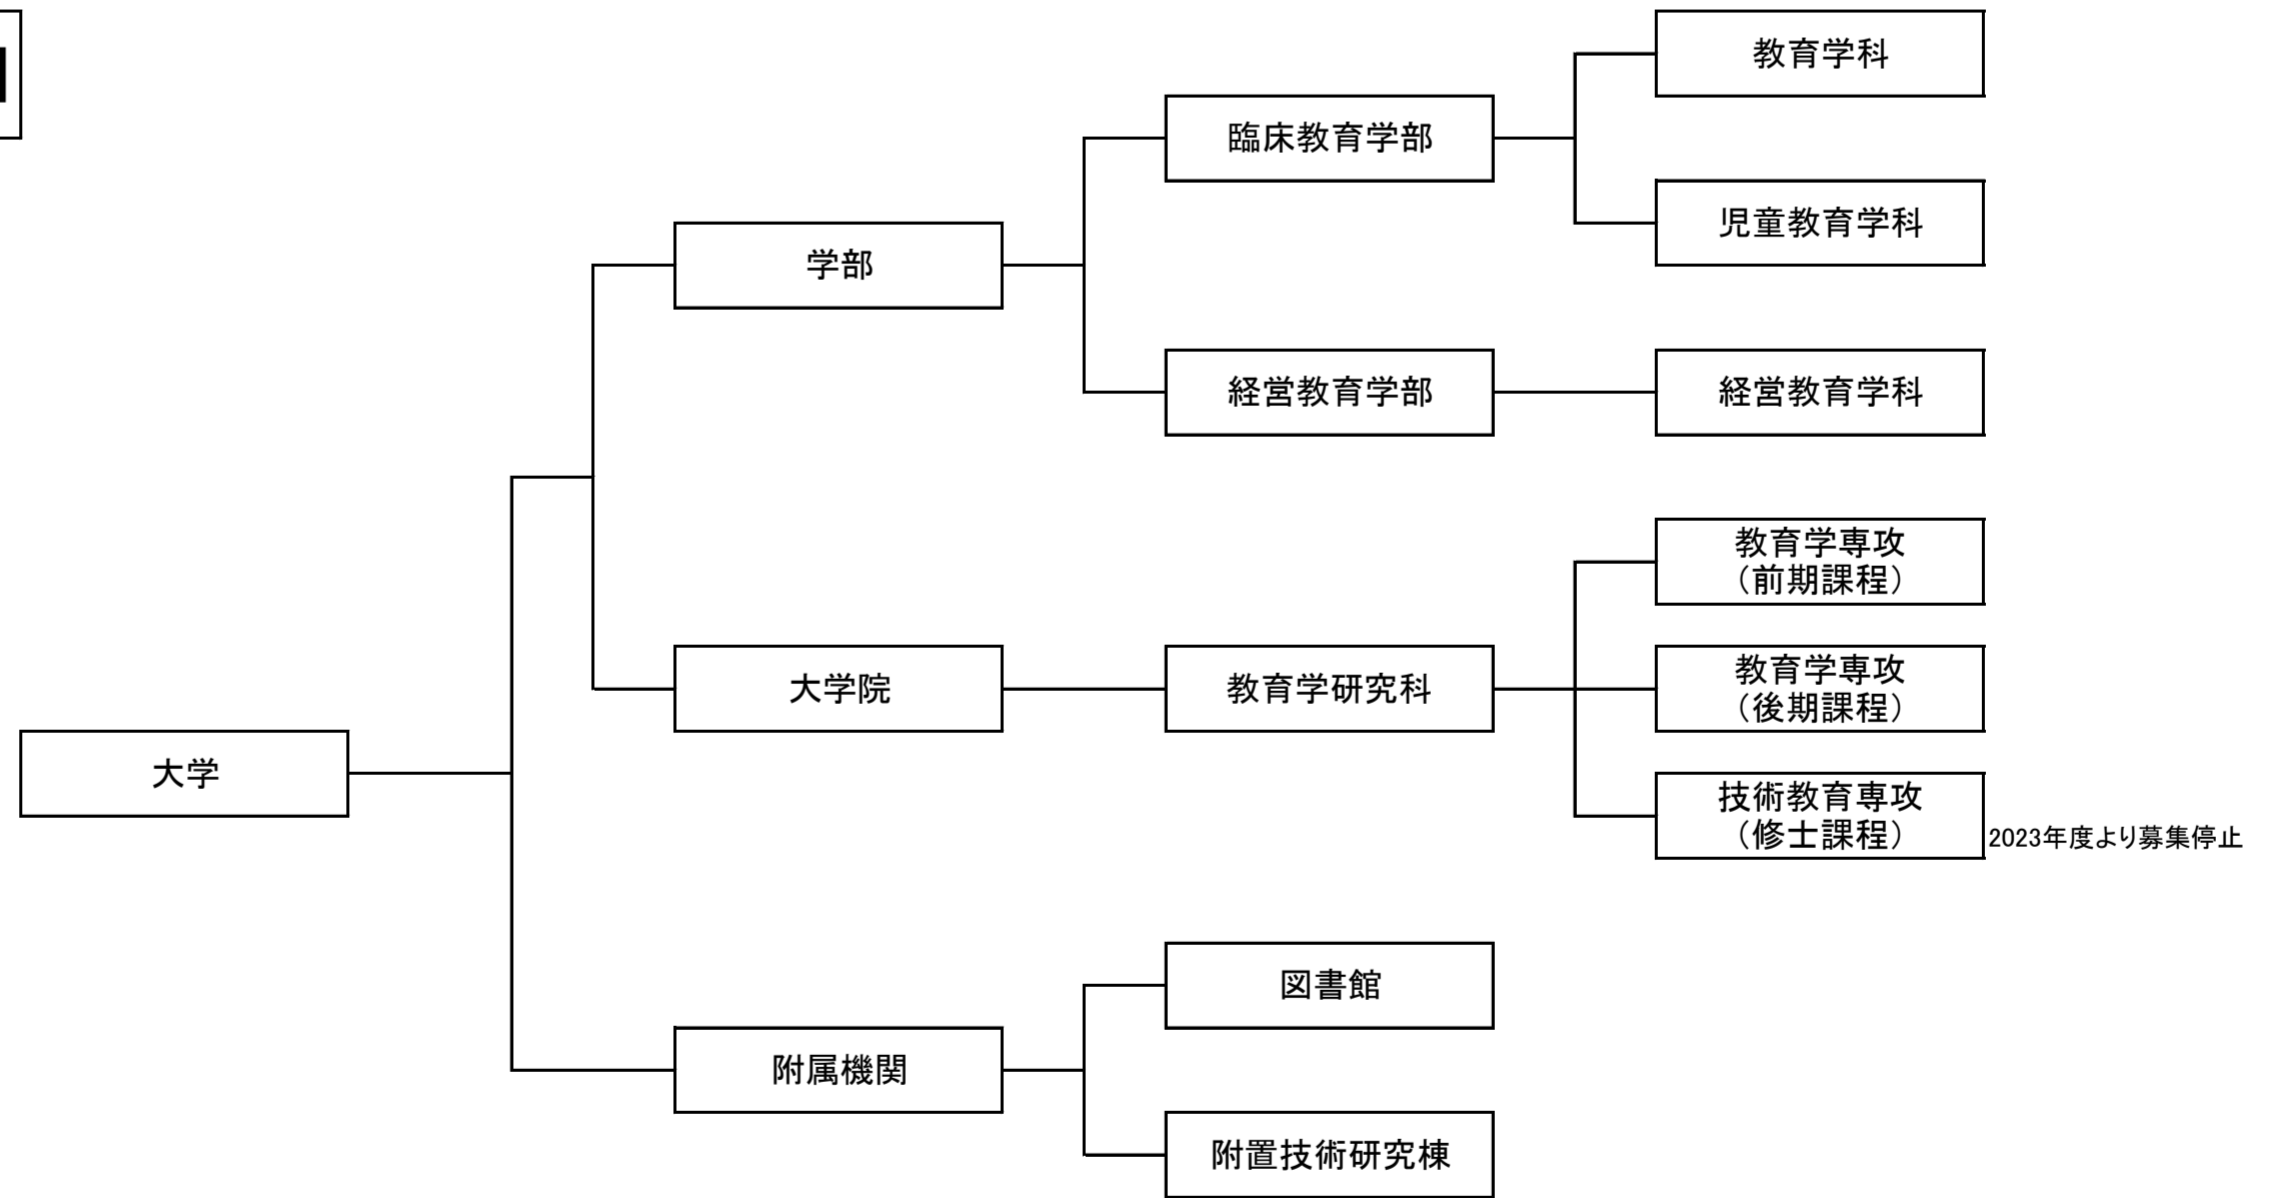 教育学科
臨床教育学部
児童教育学科
学部
経営教育学部
経営教育学科
教育学専攻
（前期課程）
大学院
教育学研究科
教育学専攻
（後期課程）
大学
技術教育専攻
（修士課程）
2023年度より募集停止
図書館
附属機関
附置技術研究棟